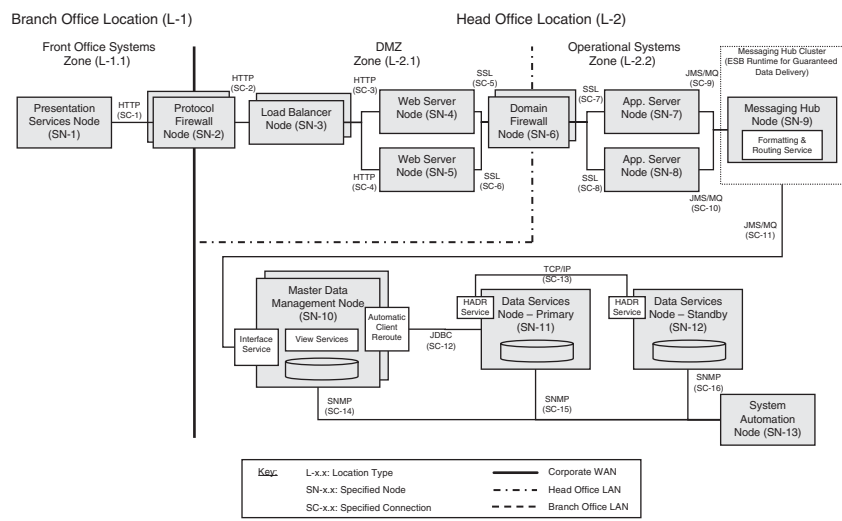 Branch Office Location (L-1)
Head Office Location (L-2)
Front Office Systems
Zone (L-1.1)
DMZ
Zone (L-2.1)
Operational Systems
Zone (L-2.2)
Messaging Hub Cluster
(ESB Runtime for Guaranteed
Data Delivery)
Presentation
Services Node
(SN-1)
HTTP
(SC-1)
Protocol
Firewall
Node (SN-2)
HTTP
(SC-2)
Load Balancer
Node (SN-3)
HTTP
(SC-3)
HTTP
(SC-4)
Web Server
Node (SN-4)
Web Server
Node (SN-5)
SSL
(SC-5)
SSL
(SC-6)
Domain
Firewall
Node (SN-6)
SSL
(SC-7)
SSL
(SC-8)
App. Server
Node (SN-7)
App. Server
Node (SN-8)
JMS/MQ
(SC-9)
JMS/MQ
(SC-10)
Messaging Hub
Node (SN-9)
Formatting &
Routing Service
JMS/MQ
(SC-11)
Master Data
Management Node
(SN-10)
Interface
Service
View Services
Automatic
Client
Reroute
JDBC
(SC-12)
TCP/IP
(SC-13)
HADR
Service
Data Services
Node – Primary
(SN-11)
HADR
Service
Data Services
Node – Standby
(SN-12)
SNMP
(SC-14)
SNMP
(SC-15)
SNMP
(SC-16)
System
Automation
Node (SN-13)
Key:
L-x.x: Location Type
SN-x.x: Specified Node
SC-x.x: Specified Connection
Corporate WAN
Head Office LAN
Branch Office LAN